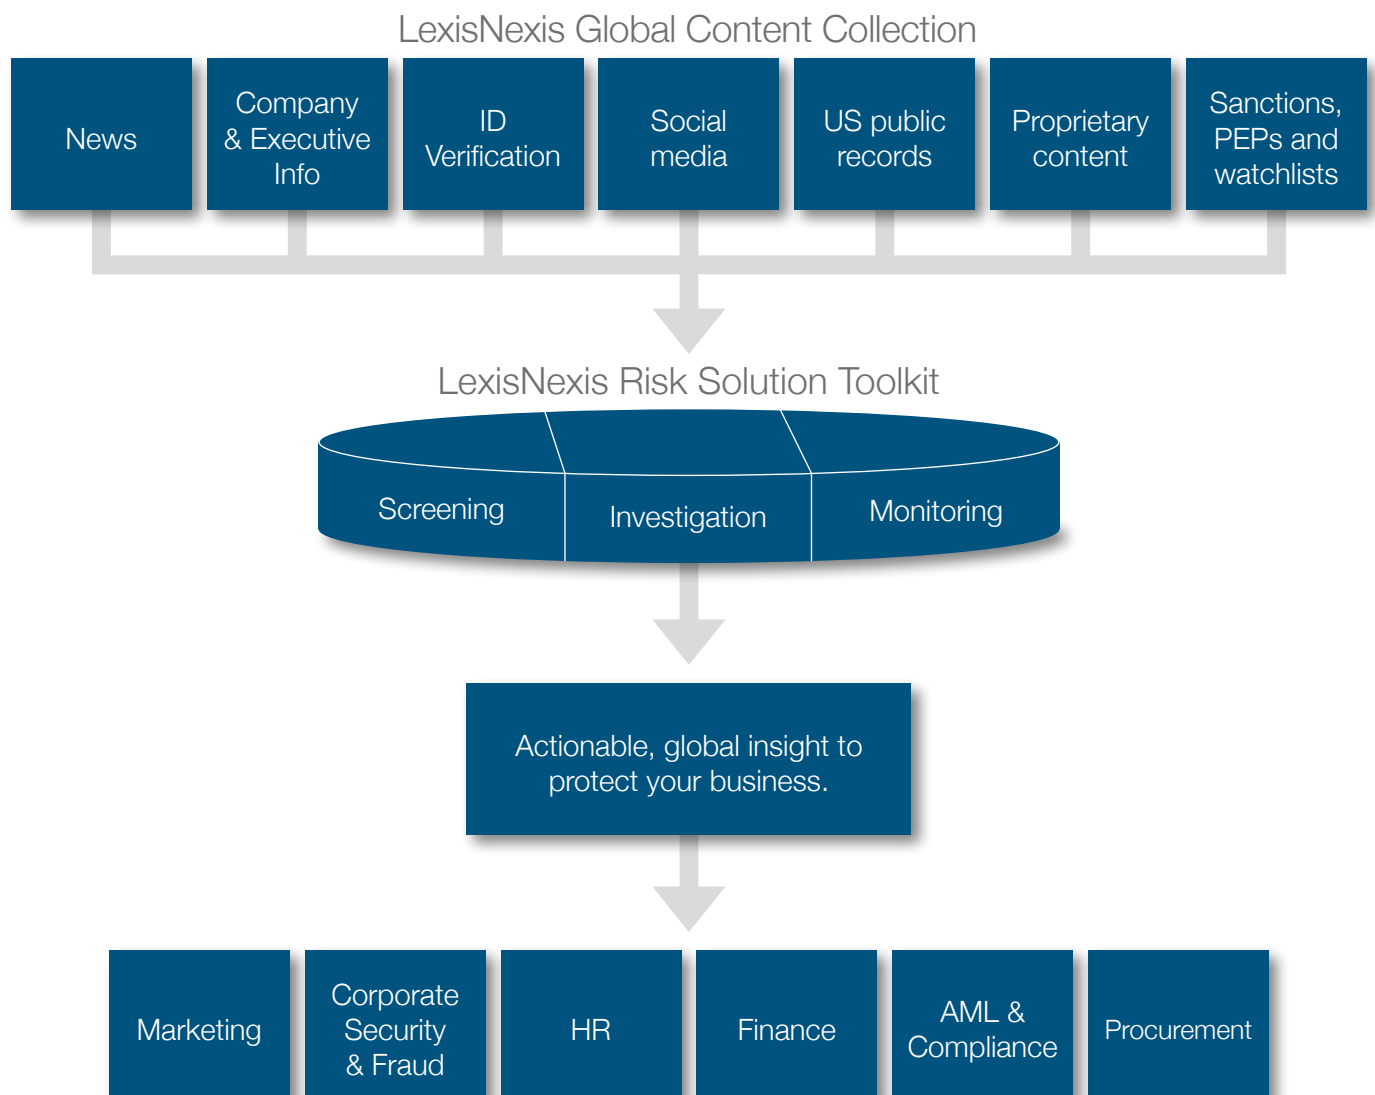 LexisNexis Global Content Collection
News
Company
& Executive
Info
ID
Verification
Social
media
US public
records
Proprietary
content
Sanctions,
PEPs and
watchlists
LexisNexis Risk Solution Toolkit
Screening
Investigation
Monitoring
Actionable, global insight to
protect your business.
Marketing
Corporate
Security
& Fraud
HR
Finance
AML &
Compliance
Procurement